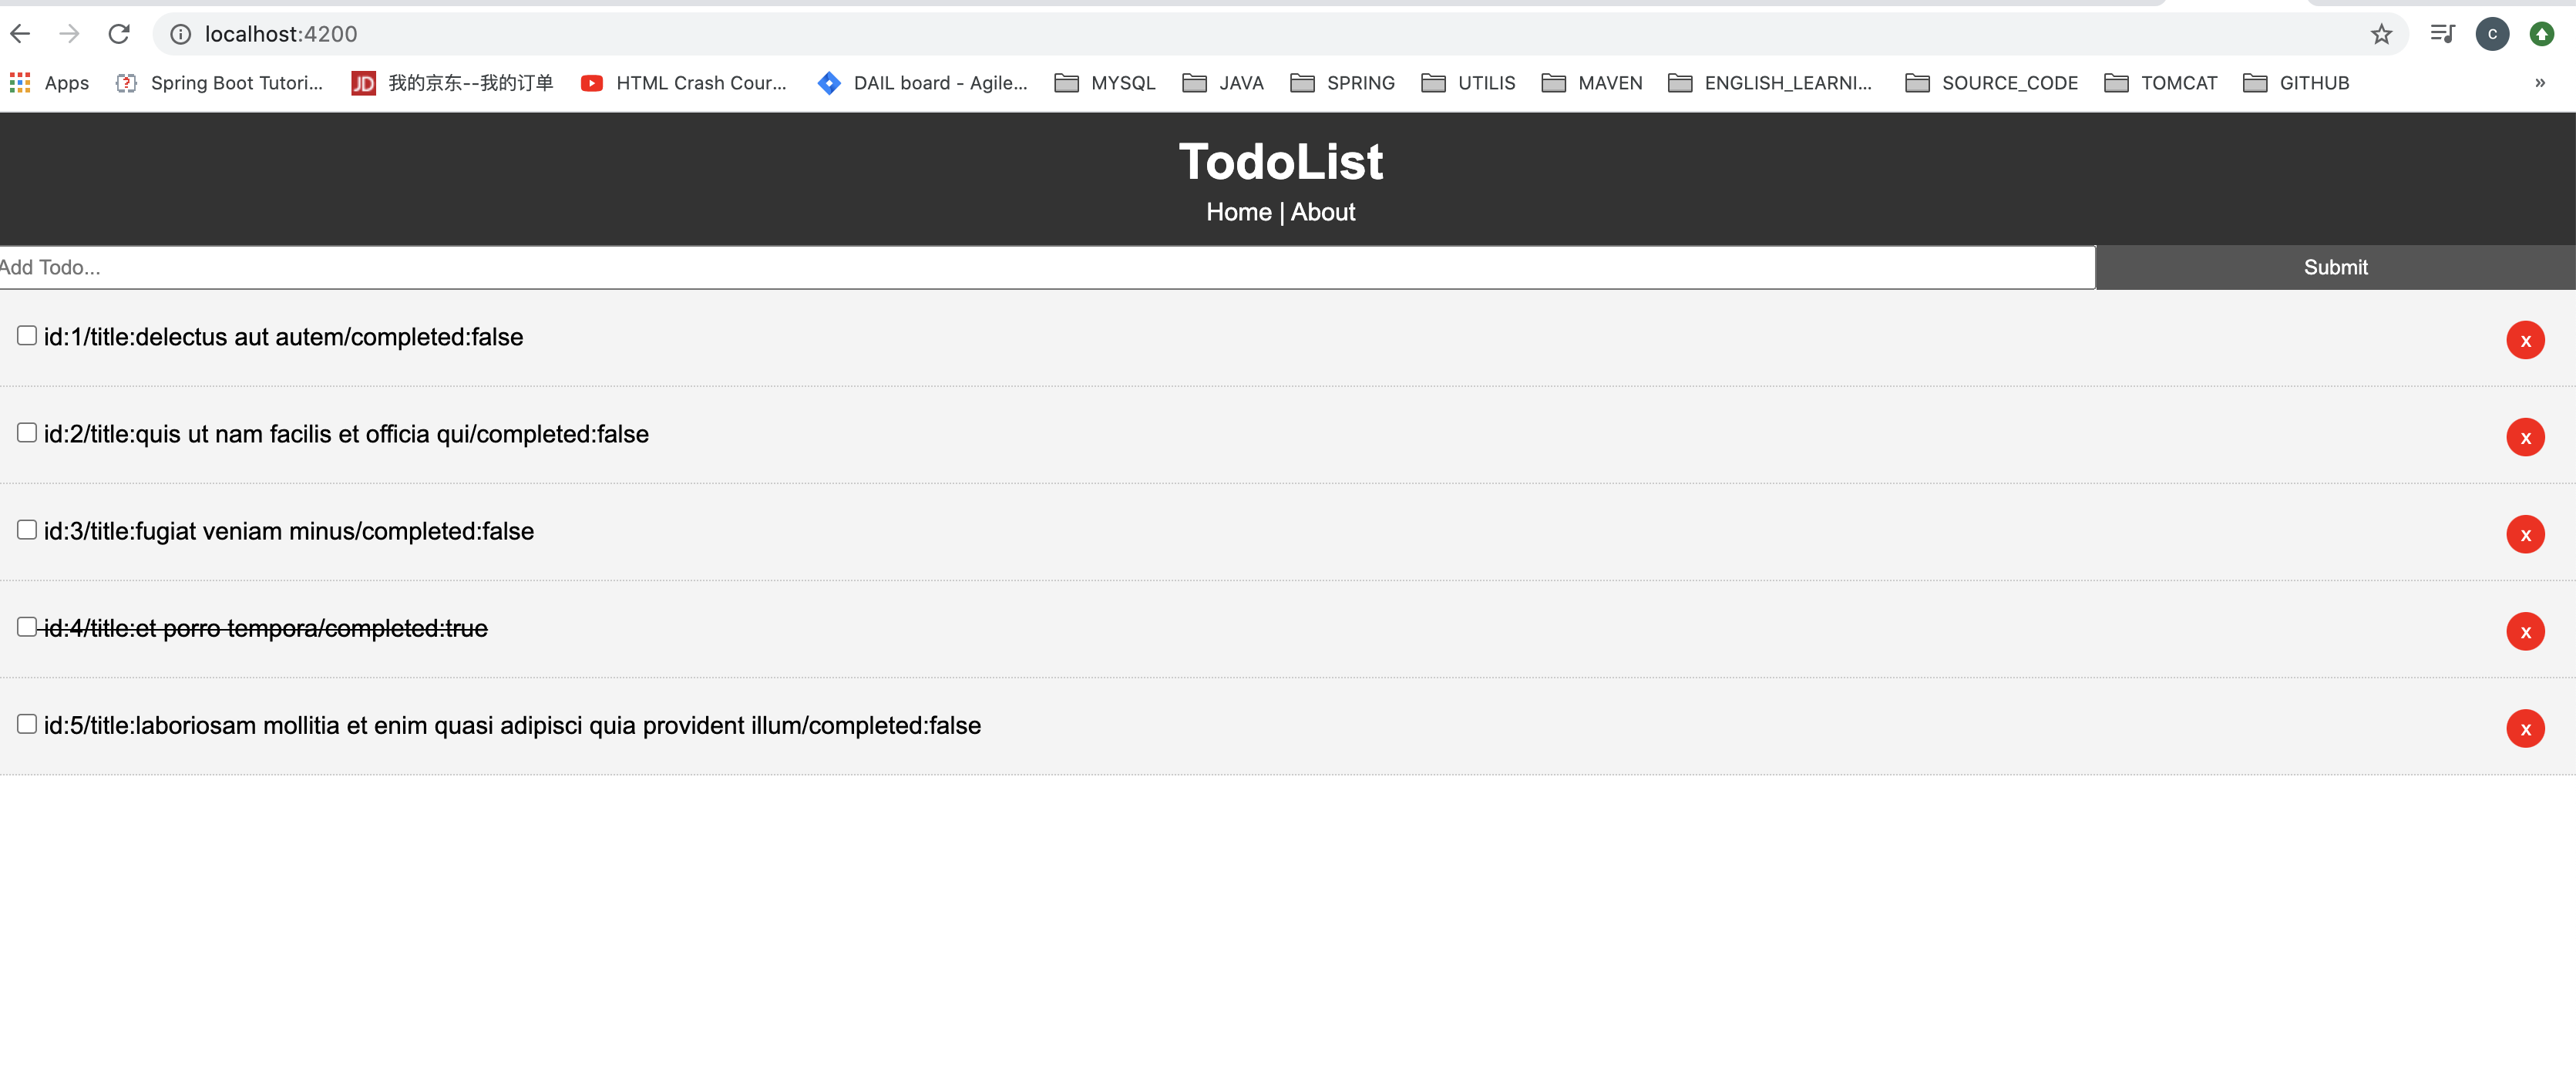 localhost:4200
C
Apps Spring Boot Tutori... JD 我的京东--我的订单 HTML Crash Cour... DAIL board - Agile... MYSQL JAVA SPRING UTILIS MAVEN ENGLISH_LEARNI... SOURCE_CODE TOMCAT GITHUB »
TodoList
Home | About
Add Todo... Submit
id:1/title:delectus aut autem/completed:false x
id:2/title:quis ut nam facilis et officia qui/completed:false x
id:3/title:fugiat veniam minus/completed:false x
id:4/title:et porro tempora/completed:true x
id:5/title:laboriosam mollitia et enim quasi adipisci quia provident illum/completed:false x